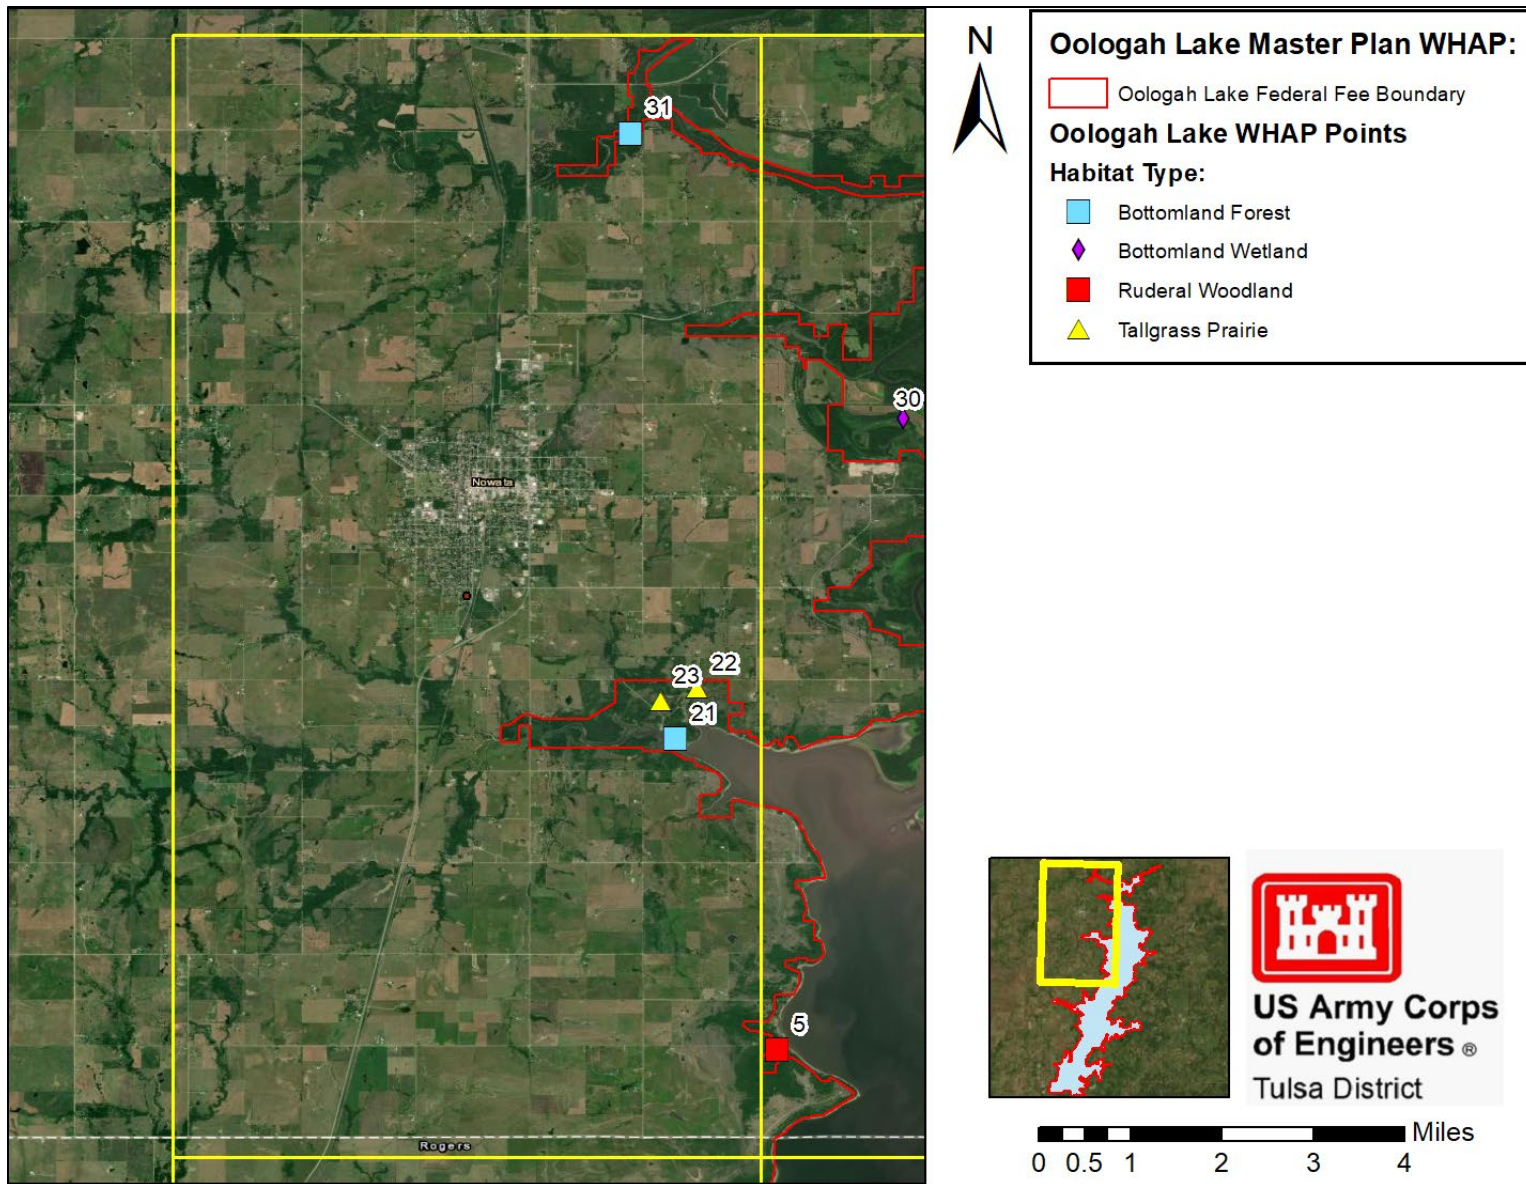 N
Oologah Lake Master Plan WHAP:
Oologah Lake Federal Fee Boundary
Oologah Lake WHAP Points
Habitat Type:
Bottomland Forest
Bottomland Wetland
Ruderal Woodland
Tallgrass Prairie
31
30
Nowata
22
23
21
5
Rogers
US Army Corps
of Engineers ®
Tulsa District
Miles
0 0.5 1 2 3 4